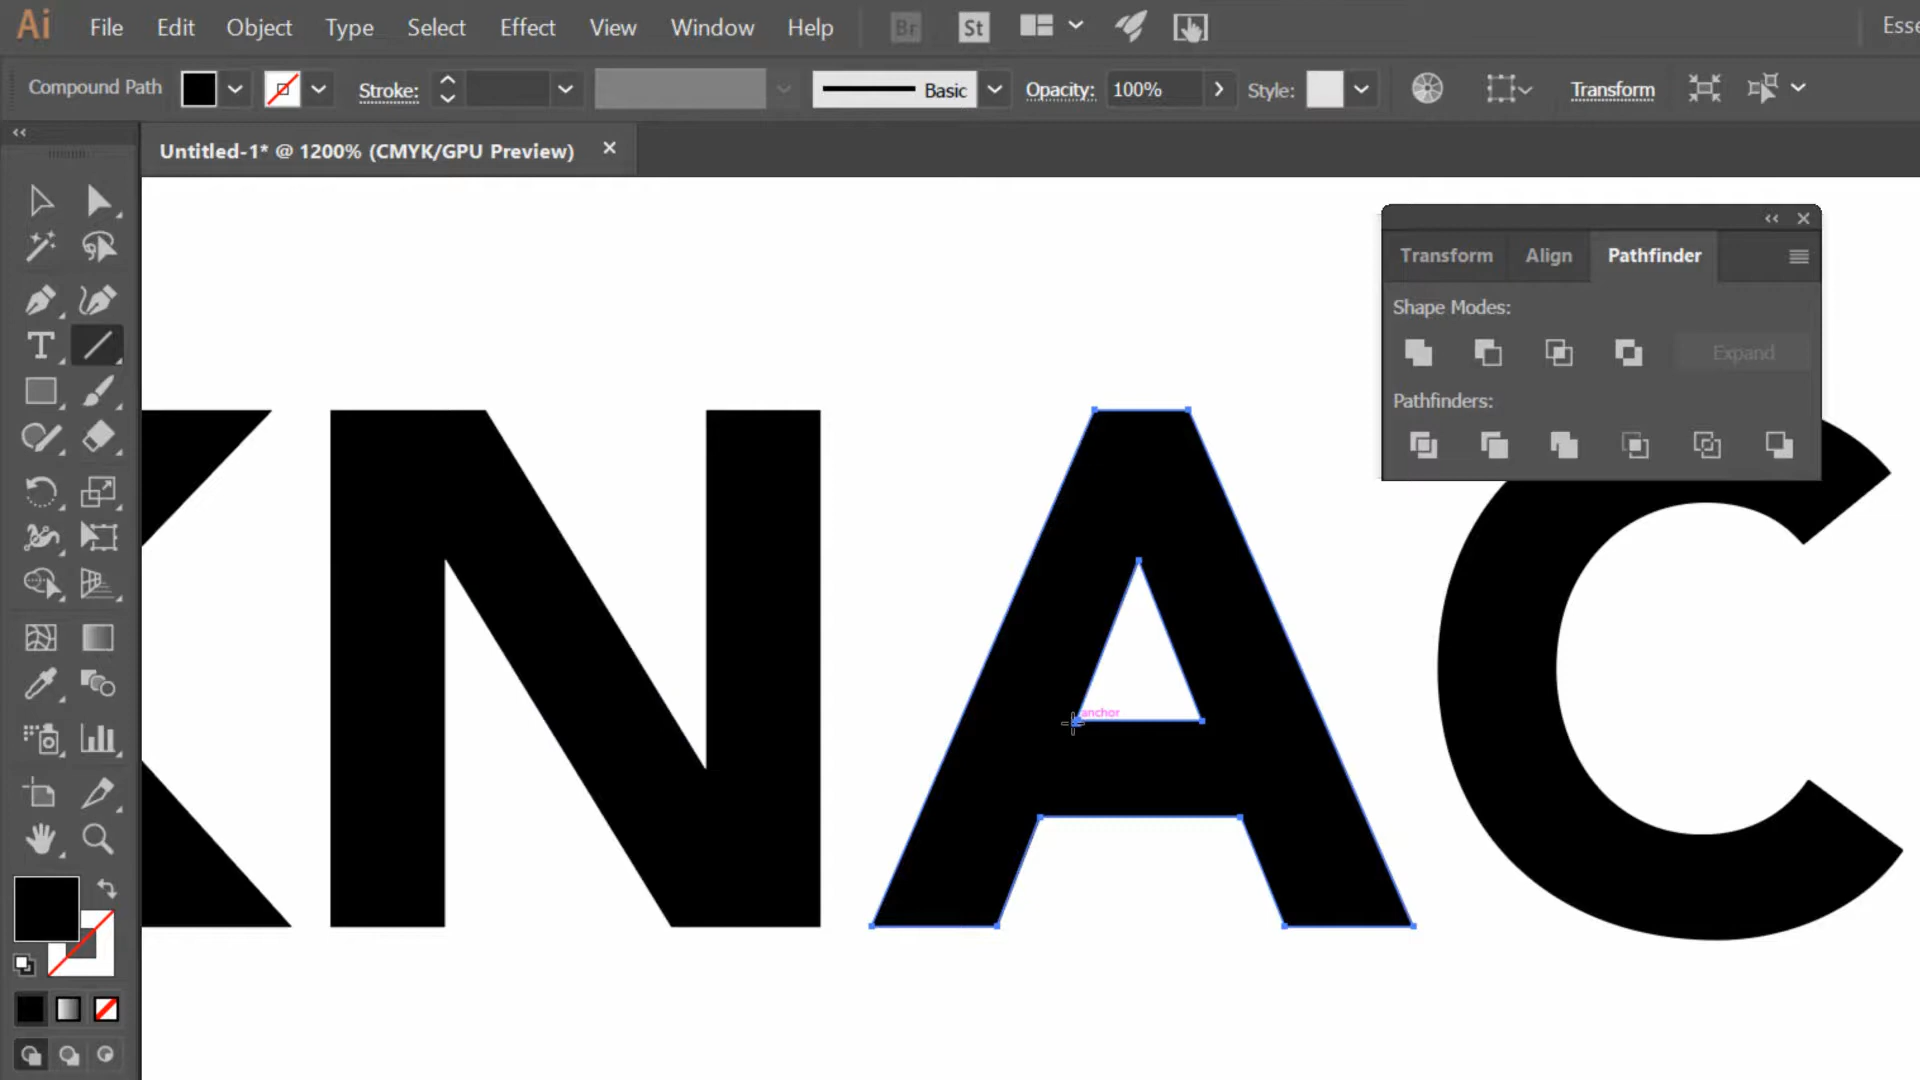 Ai File Edit Object Type Select Effect View Window Help Br St Esse
Compound Path Stroke: Basic Opacity: 100% Style: Transform
Untitled-1* @ 1200% (CMYK/GPU Preview)
Transform Align Pathfinder
Shape Modes:
Expand
Pathfinders:
KNAC
anchor